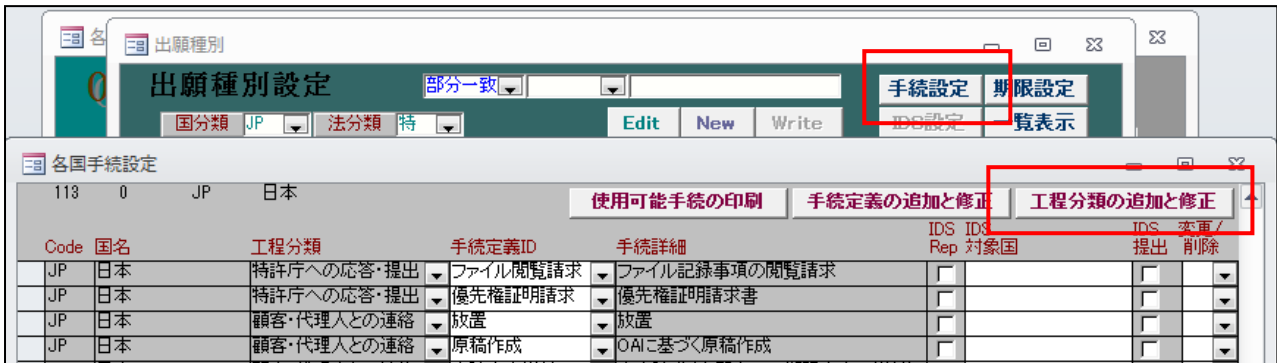 各
出願種別
Q
出願種別設定 部分一致 手続設定 期限設定
国分類 JP 法分類 特 Edit New Write IDS設定 一覧表示
各国手続設定
113 0 JP 日本 使用可能手続の印刷 手続定義の追加と修正 工程分類の追加と修正
Code 国名 工程分類 手続定義ID 手続詳細 IDS Rep IDS 対象国 IDS 提出 変更/削除
JP 日本 特許庁への応答・提出 ファイル閲覧請求 ファイル記録事項の閲覧請求
JP 日本 特許庁への応答・提出 優先権証明請求 優先権証明請求書
JP 日本 顧客・代理人との連絡 放置 放置
JP 日本 顧客・代理人との連絡 原稿作成 OAに基づく原稿作成